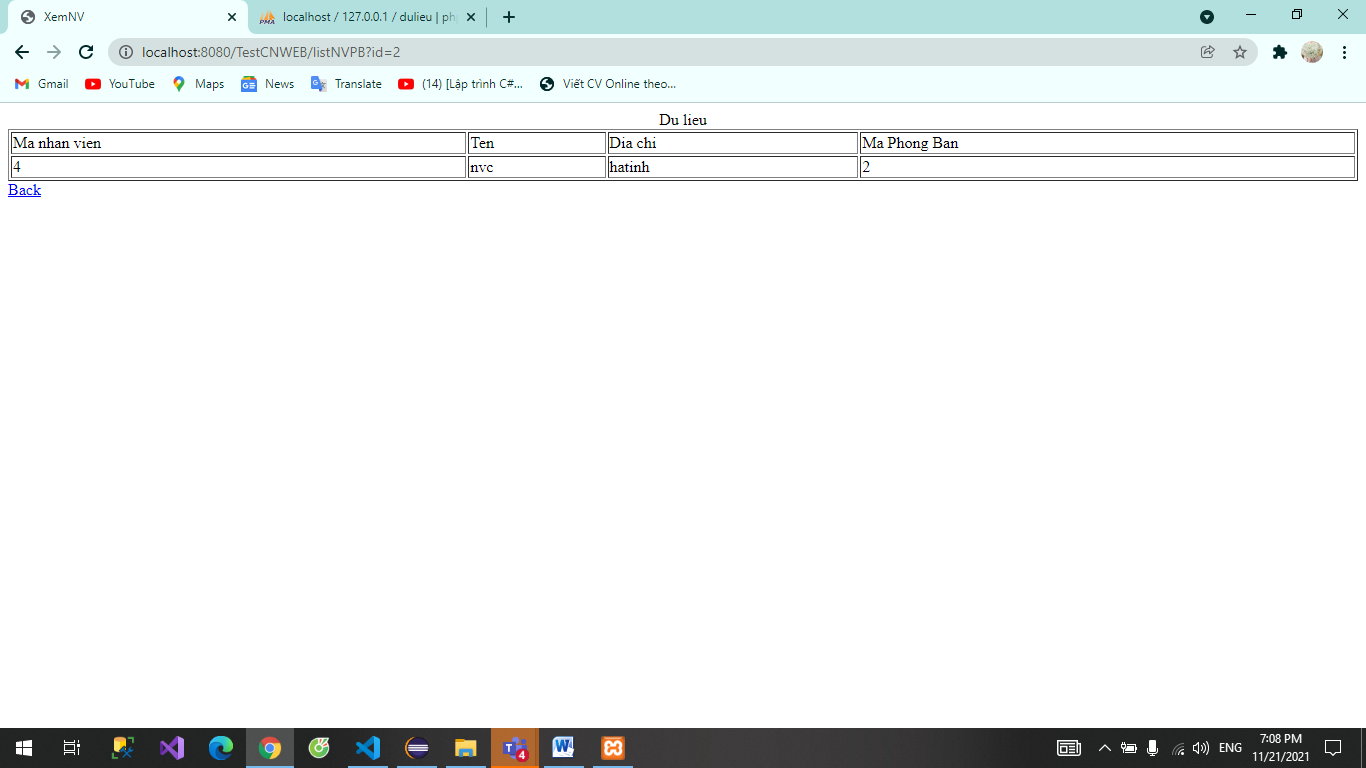 XemNV
localhost / 127.0.0.1 / dulieu | ph
localhost:8080/TestCNWEB/listNVPB?id=2
Gmail YouTube Maps News Translate (14) [Lập trình C#... Viết CV Online theo...
Du lieu
Ma nhan vien Ten Dia chi Ma Phong Ban
4 nvc hatinh 2
Back
4
ENG
7:08 PM
11/21/2021